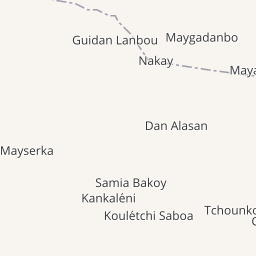 Guidan Lanbou
Maygadanbo
Nakay
Maya
Dan Alasan
Mayserka
Samia Bakoy
Kankaléni
Koulétchi Saboa
Tchounko